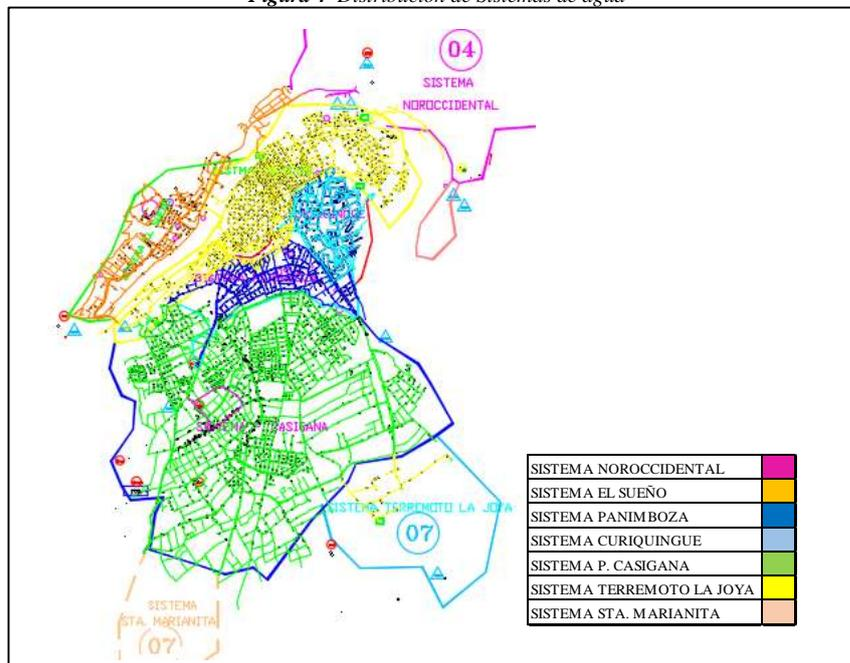 Figura 7 Distribución de Sistemas de agua
04
SISTEMA
NOROCCIDENTAL
SISTEMA P. CASIGANA
SISTEMA TERREMOTO LA JOYA
07
SISTEMA
STA. MARIANITA
07
SISTEMA NOROCCIDENTAL
SISTEMA EL SUEÑO
SISTEMA PANIMBOZA
SISTEMA CURIQUINGUE
SISTEMA P. CASIGANA
SISTEMA TERREMOTO LA JOYA
SISTEMA STA. MARIANITA